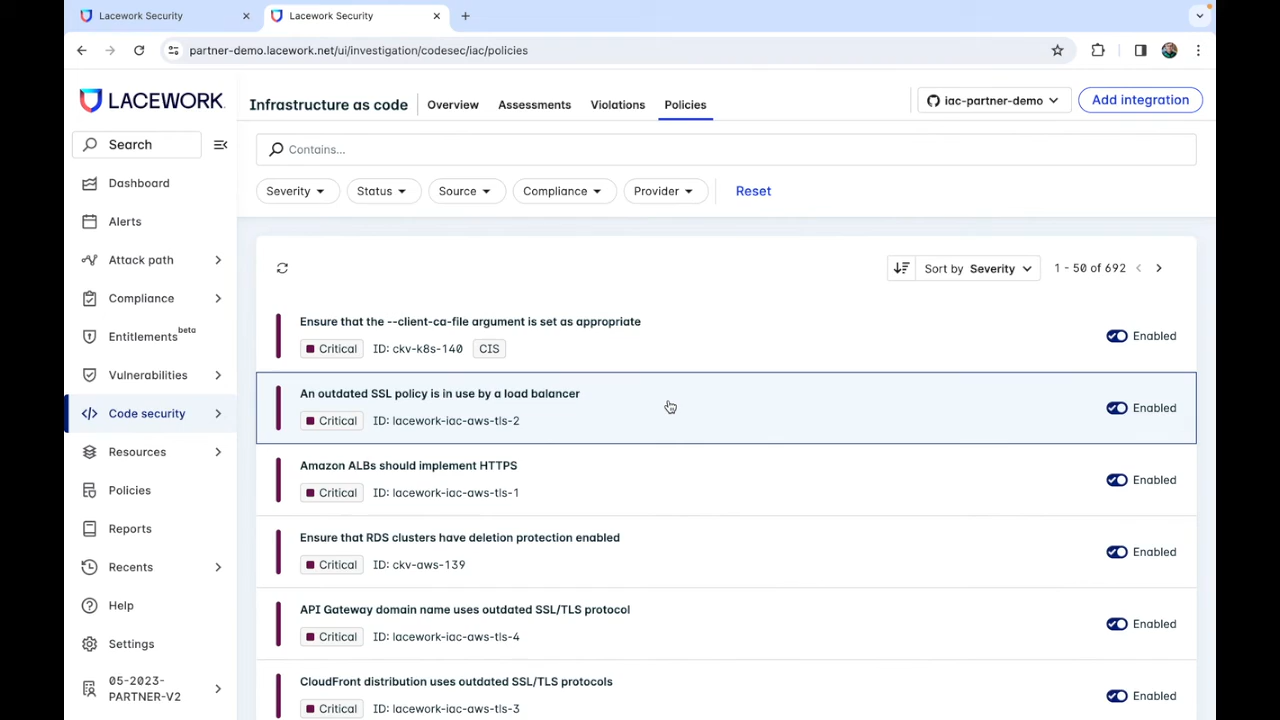 Lacework Security
Lacework Security
partner-demo.lacework.net/ui/investigation/codesec/iac/policies
LACEWORK
Infrastructure as code
Overview
Assessments
Violations
Policies
iac-partner-demo
Add integration
Search
Contains...
Severity
Status
Source
Compliance
Provider
Reset
Dashboard
Alerts
Attack path
Compliance
Entitlements beta
Vulnerabilities
Code security
Resources
Policies
Reports
Recents
Help
Settings
05-2023-
PARTNER-V2
Sort by Severity
1 - 50 of 692
Ensure that the --client-ca-file argument is set as appropriate
Critical ID: ckv-k8s-140 CIS
Enabled
An outdated SSL policy is in use by a load balancer
Critical ID: lacework-iac-aws-tls-2
Enabled
Amazon ALBs should implement HTTPS
Critical ID: lacework-iac-aws-tls-1
Enabled
Ensure that RDS clusters have deletion protection enabled
Critical ID: ckv-aws-139
Enabled
API Gateway domain name uses outdated SSL/TLS protocol
Critical ID: lacework-iac-aws-tls-4
Enabled
CloudFront distribution uses outdated SSL/TLS protocols
Critical ID: lacework-iac-aws-tls-3
Enabled